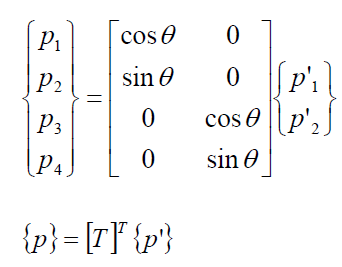 {p₁ p₂ p₃ p₄} = [cosθ 0; sinθ 0; 0 cosθ; 0 sinθ] {p'₁ p'₂}
{p} = [T]ᵀ {p'}